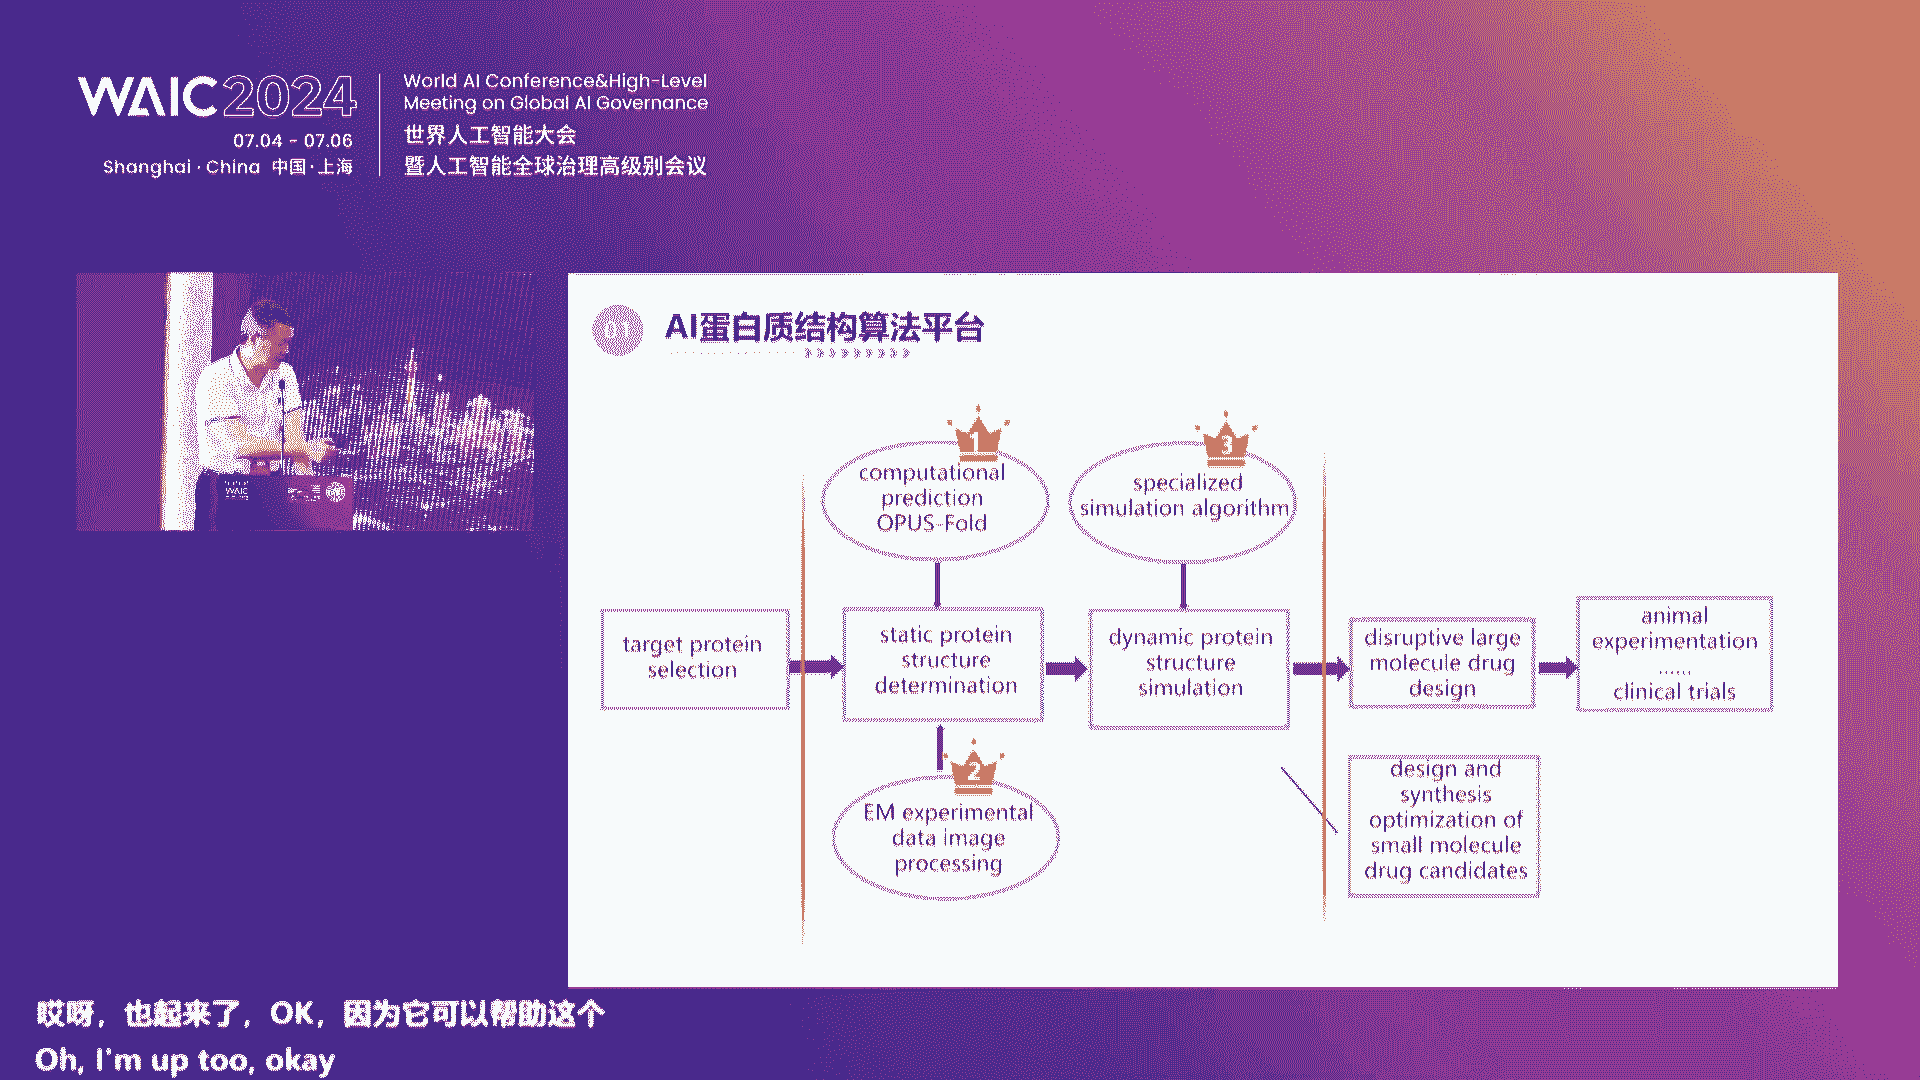 WAIC 2024
07.04 - 07.06
Shanghai · China 中国·上海
World AI Conference&High-Level
Meeting on Global AI Governance
世界人工智能大会
暨人工智能全球治理高级别会议
WAIC
01
AI蛋白质结构算法平台
1
computational
prediction
OPUS-Fold
3
specialized
simulation algorithm
target protein
selection
static protein
structure
determination
dynamic protein
structure
simulation
disruptive large
molecule drug
design
animal
experimentation
......
clinical trials
2
EM experimental
data image
processing
design and
synthesis
optimization of
small molecule
drug candidates
哎呀，也起来了，OK，因为它可以帮助这个
Oh, I'm up too, okay